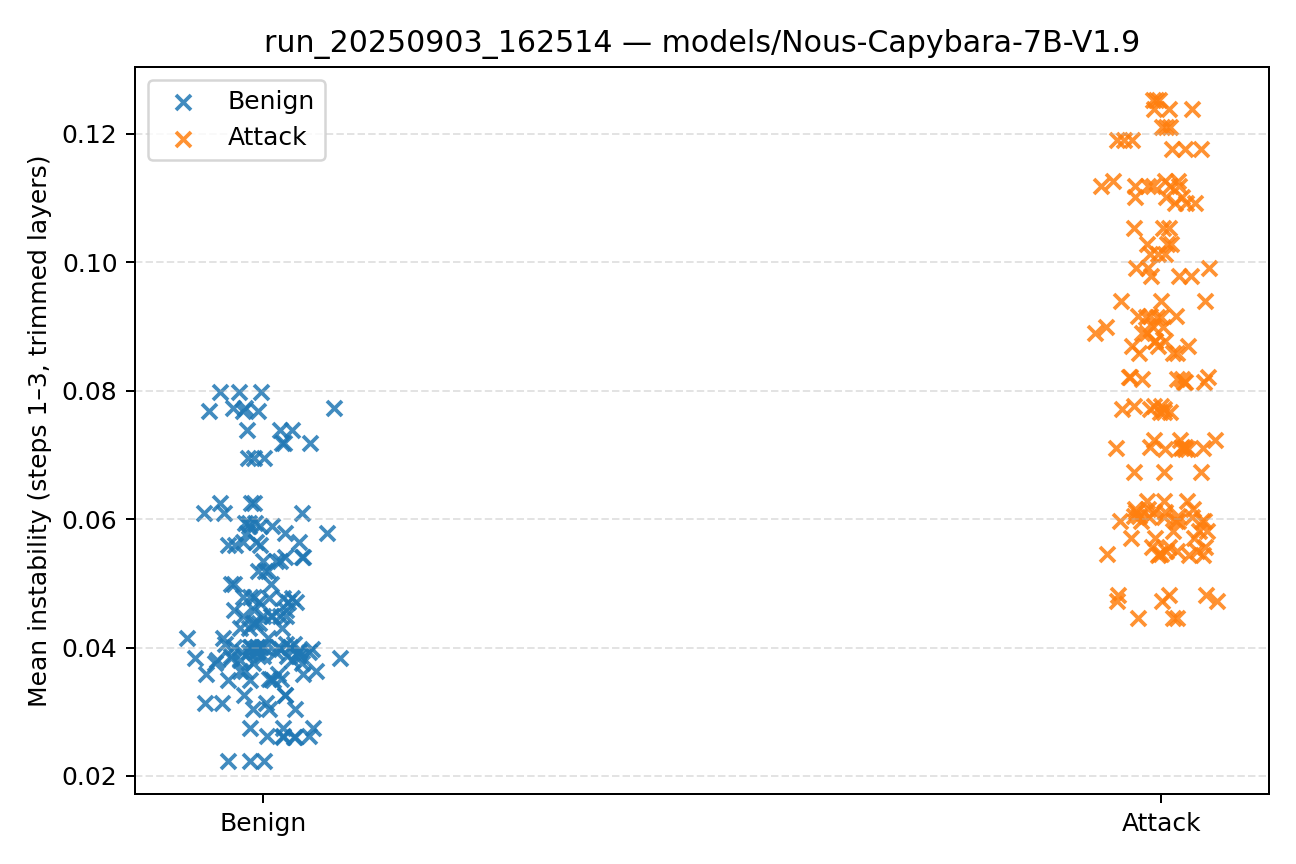 run_20250903_162514 — models/Nous-Capybara-7B-V1.9
Benign
Attack
Mean instability (steps 1–3, trimmed layers)
0.12
0.10
0.08
0.06
0.04
0.02
Benign
Attack